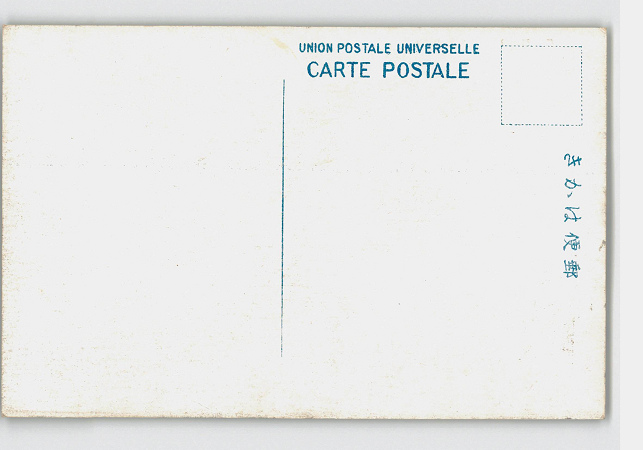 UNION POSTALE UNIVERSELLE
CARTE POSTALE
きかは便郵